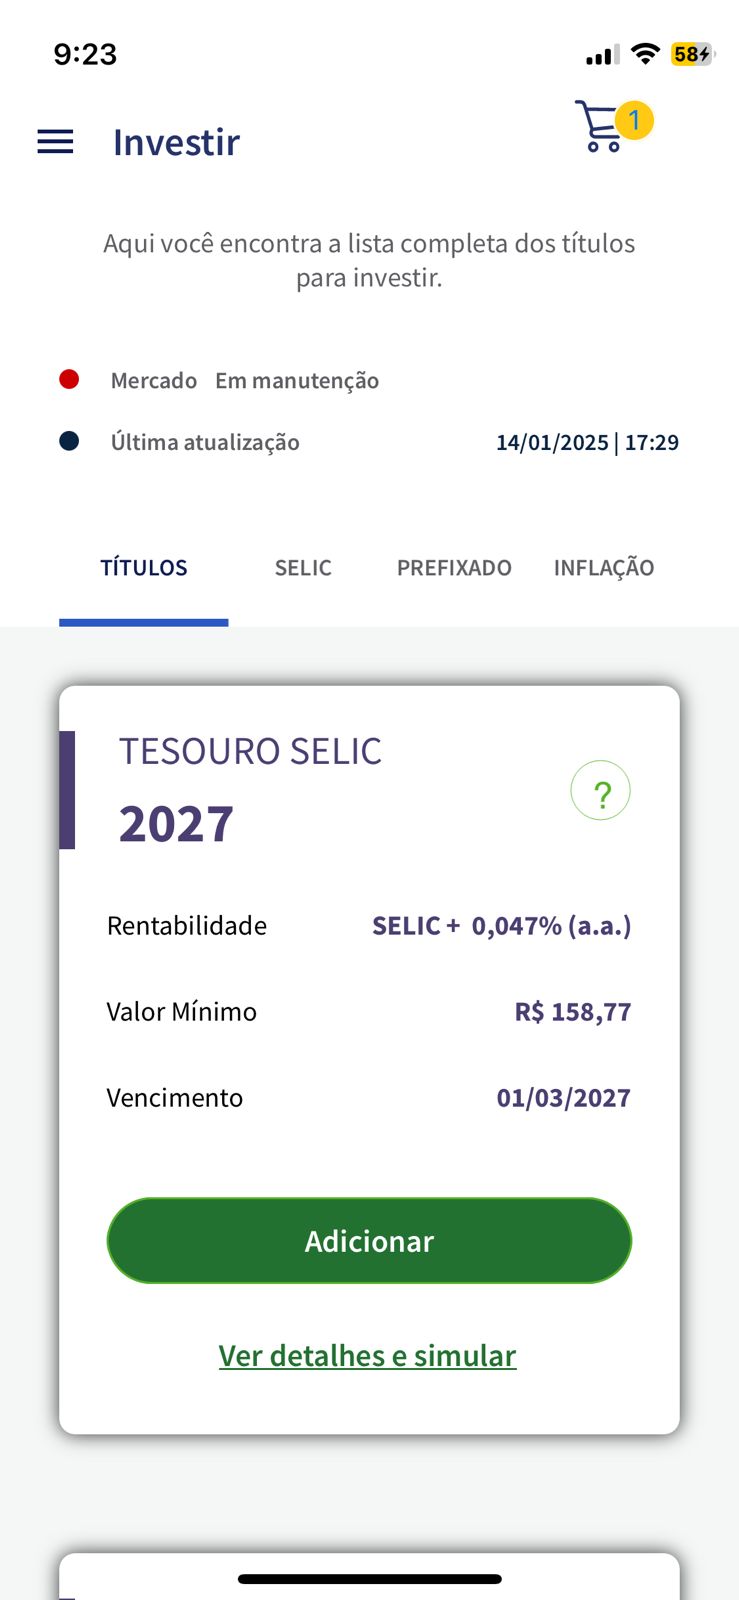 9:23
58
Investir
1
Aqui você encontra a lista completa dos títulos
para investir.
Mercado Em manutenção
Última atualização 14/01/2025 | 17:29
TÍTULOS SELIC PREFIXADO INFLAÇÃO
TESOURO SELIC
2027
?
Rentabilidade SELIC + 0,047% (a.a.)
Valor Mínimo R$ 158,77
Vencimento 01/03/2027
Adicionar
Ver detalhes e simular